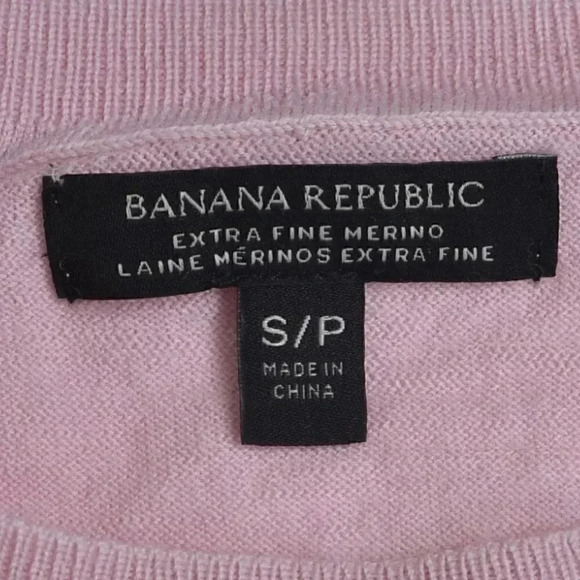 BANANA REPUBLIC
EXTRA FINE MERINO
LAINE MÉRINOS EXTRA FINE
S/P
MADE IN
CHINA